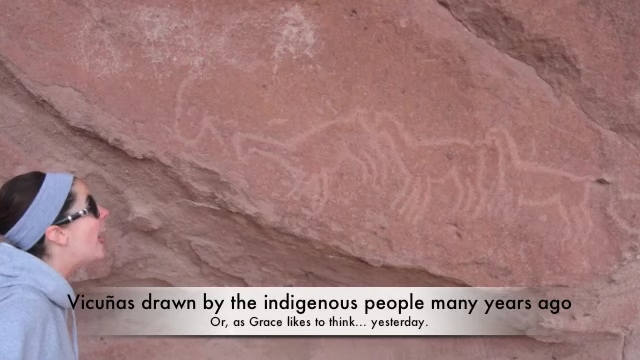 Vicuñas drawn by the indigenous people many years ago
Or, as Grace likes to think... yesterday.